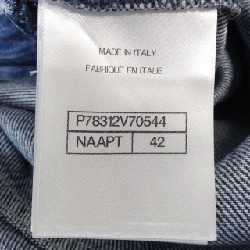 MADE IN ITALY
FABRIQUÉ EN ITALIE
P78312V70544
NAAPT 42